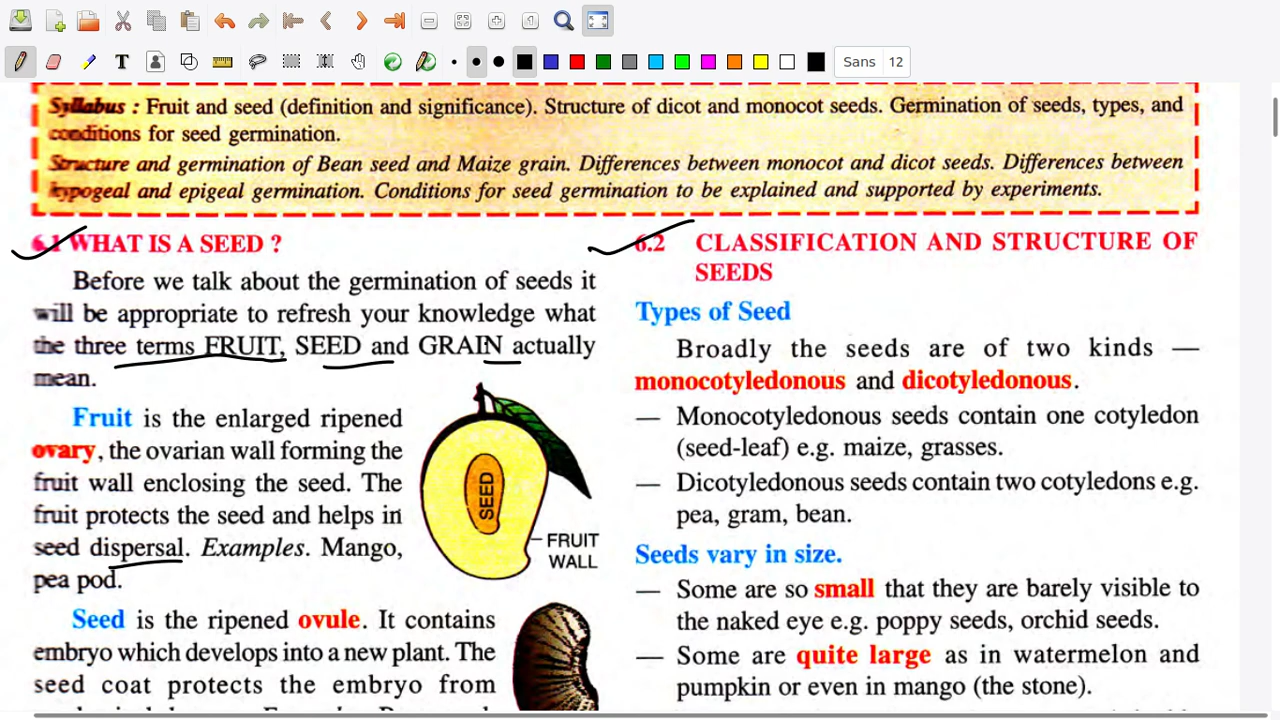 T
Sans 12
Syllabus : Fruit and seed (definition and significance). Structure of dicot and monocot seeds. Germination of seeds, types, and
conditions for seed germination.
Structure and germination of Bean seed and Maize grain. Differences between monocot and dicot seeds. Differences between
hypogeal and epigeal germination. Conditions for seed germination to be explained and supported by experiments.
6.1 WHAT IS A SEED ?
Before we talk about the germination of seeds it
will be appropriate to refresh your knowledge what
the three terms FRUIT, SEED and GRAIN actually
mean.
Fruit is the enlarged ripened
ovary, the ovarian wall forming the
fruit wall enclosing the seed. The
fruit protects the seed and helps in
seed dispersal. Examples. Mango,
pea pod.
SEED
FRUIT
WALL
Seed is the ripened ovule. It contains
embryo which develops into a new plant. The
seed coat protects the embryo from
6.2 CLASSIFICATION AND STRUCTURE OF
SEEDS
Types of Seed
Broadly the seeds are of two kinds —
monocotyledonous and dicotyledonous.
— Monocotyledonous seeds contain one cotyledon
(seed-leaf) e.g. maize, grasses.
— Dicotyledonous seeds contain two cotyledons e.g.
pea, gram, bean.
Seeds vary in size.
— Some are so small that they are barely visible to
the naked eye e.g. poppy seeds, orchid seeds.
— Some are quite large as in watermelon and
pumpkin or even in mango (the stone).